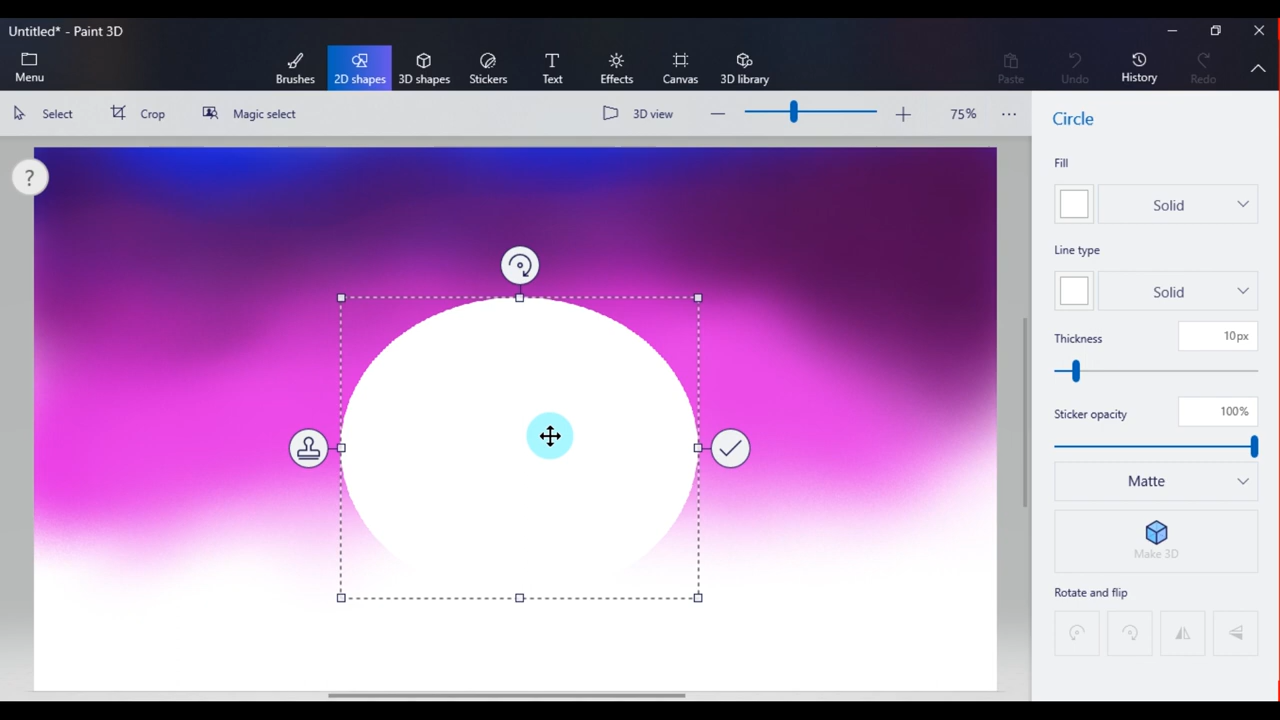 Untitled* - Paint 3D
Menu
Brushes
2D shapes
3D shapes
Stickers
Text
Effects
Canvas
3D library
Paste
Undo
History
Redo
Select
Crop
Magic select
3D view
75%
?
Circle
Fill
Solid
Line type
Solid
Thickness
10px
Sticker opacity
100%
Matte
Make 3D
Rotate and flip